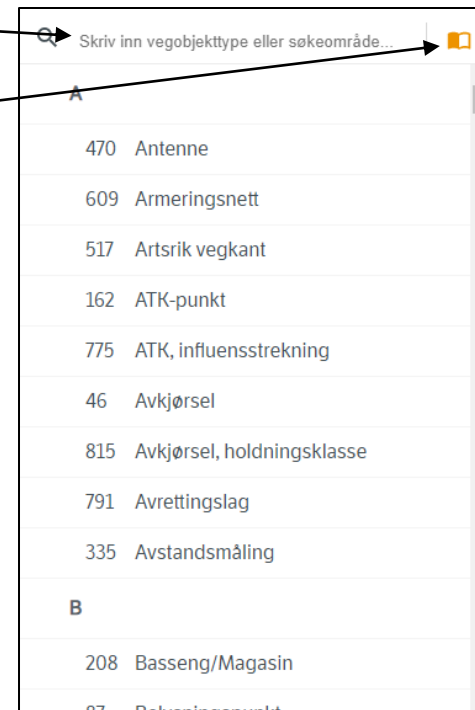 Skriv inn vegobjekttype eller søkeområde...
A
470 Antenne
609 Armeringsnett
517 Artsrik vegkant
162 ATK-punkt
775 ATK, influensstrekning
46 Avkjørsel
815 Avkjørsel, holdningsklasse
791 Avrettingslag
335 Avstandsmåling
B
208 Basseng/Magasin